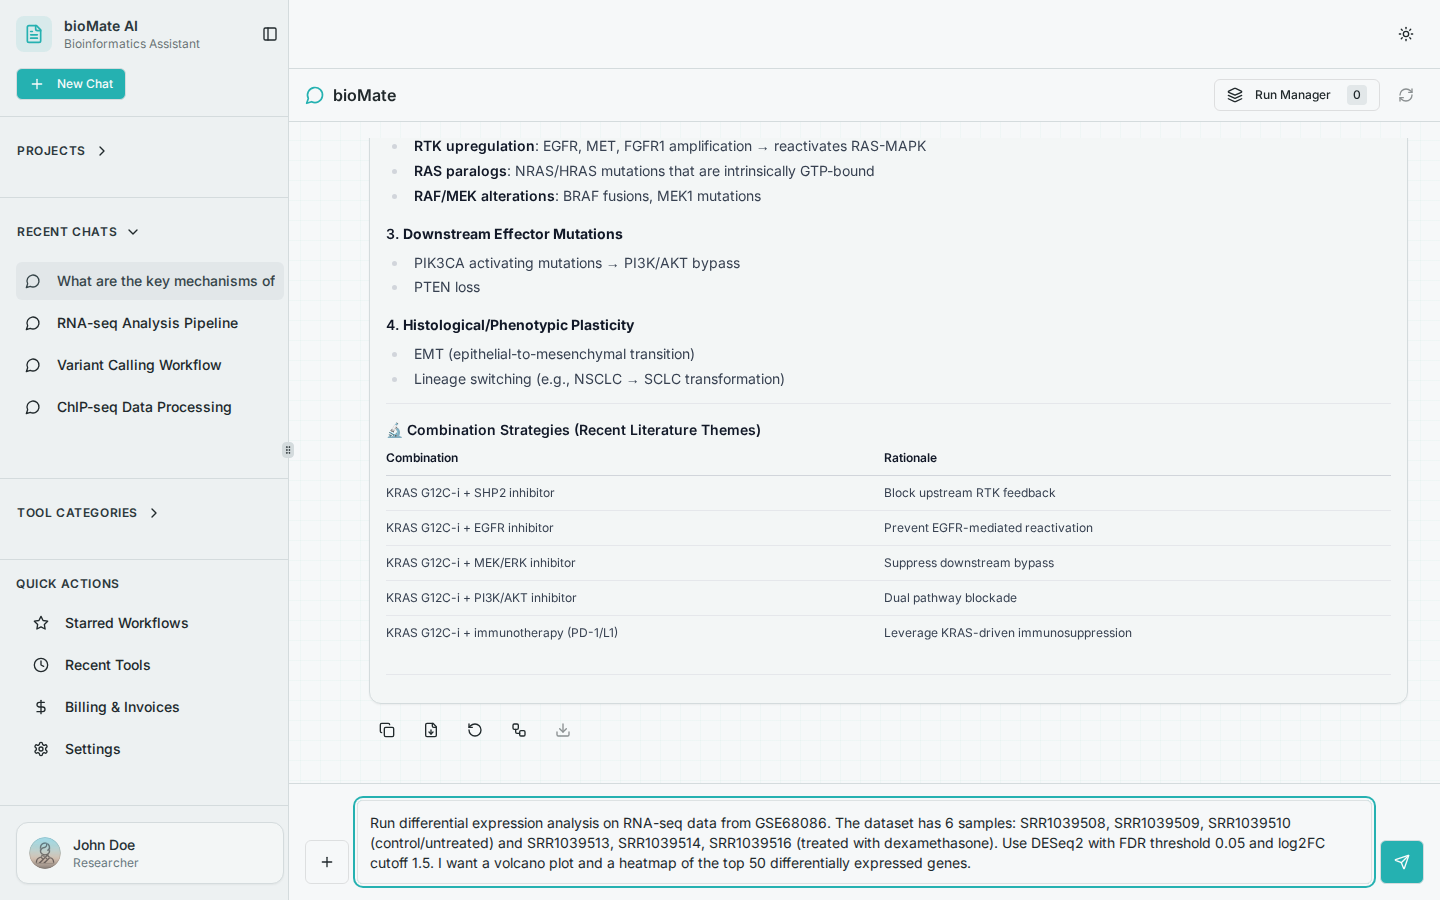 bioMate AI
Bioinformatics Assistant
New Chat
PROJECTS
RECENT CHATS
What are the key mechanisms of
RNA-seq Analysis Pipeline
Variant Calling Workflow
ChIP-seq Data Processing
TOOL CATEGORIES
QUICK ACTIONS
Starred Workflows
Recent Tools
Billing & Invoices
Settings
John Doe
Researcher
bioMate
Run Manager 0
RTK upregulation: EGFR, MET, FGFR1 amplification → reactivates RAS-MAPK
RAS paralogs: NRAS/HRAS mutations that are intrinsically GTP-bound
RAF/MEK alterations: BRAF fusions, MEK1 mutations
3. Downstream Effector Mutations
PIK3CA activating mutations → PI3K/AKT bypass
PTEN loss
4. Histological/Phenotypic Plasticity
EMT (epithelial-to-mesenchymal transition)
Lineage switching (e.g., NSCLC → SCLC transformation)
🔬 Combination Strategies (Recent Literature Themes)
Combination Rationale
KRAS G12C-i + SHP2 inhibitor Block upstream RTK feedback
KRAS G12C-i + EGFR inhibitor Prevent EGFR-mediated reactivation
KRAS G12C-i + MEK/ERK inhibitor Suppress downstream bypass
KRAS G12C-i + PI3K/AKT inhibitor Dual pathway blockade
KRAS G12C-i + immunotherapy (PD-1/L1) Leverage KRAS-driven immunosuppression
Run differential expression analysis on RNA-seq data from GSE68086. The dataset has 6 samples: SRR1039508, SRR1039509, SRR1039510
(control/untreated) and SRR1039513, SRR1039514, SRR1039516 (treated with dexamethasone). Use DESeq2 with FDR threshold 0.05 and log2FC
cutoff 1.5. I want a volcano plot and a heatmap of the top 50 differentially expressed genes.